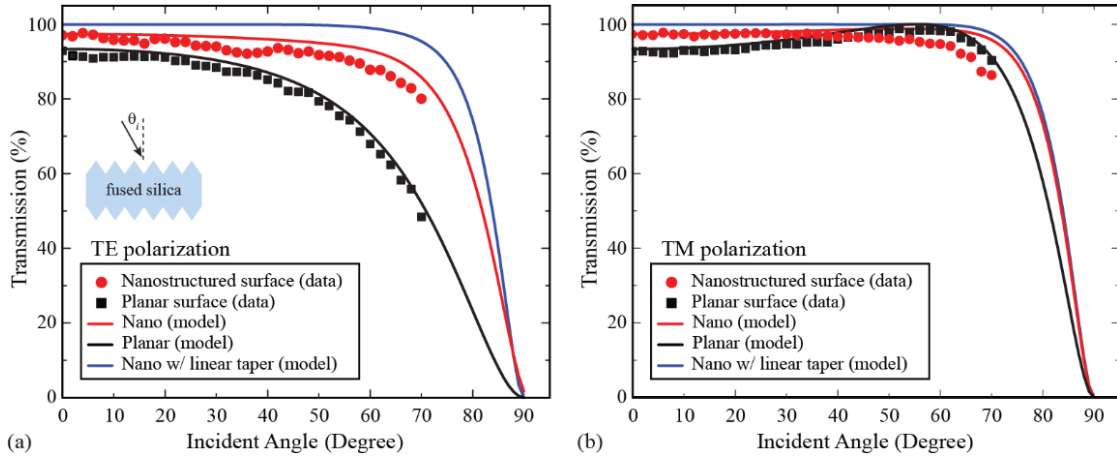 100
80
60
40
20
0
Transmission (%)
θi
fused silica
TE polarization
Nanostructured surface (data)
Planar surface (data)
Nano (model)
Planar (model)
Nano w/ linear taper (model)
0 10 20 30 40 50 60 70 80 90
(a) Incident Angle (Degree)
100
80
60
40
20
0
Transmission (%)
TM polarization
Nanostructured surface (data)
Planar surface (data)
Nano (model)
Planar (model)
Nano w/ linear taper (model)
0 10 20 30 40 50 60 70 80 90
(b) Incident Angle (Degree)